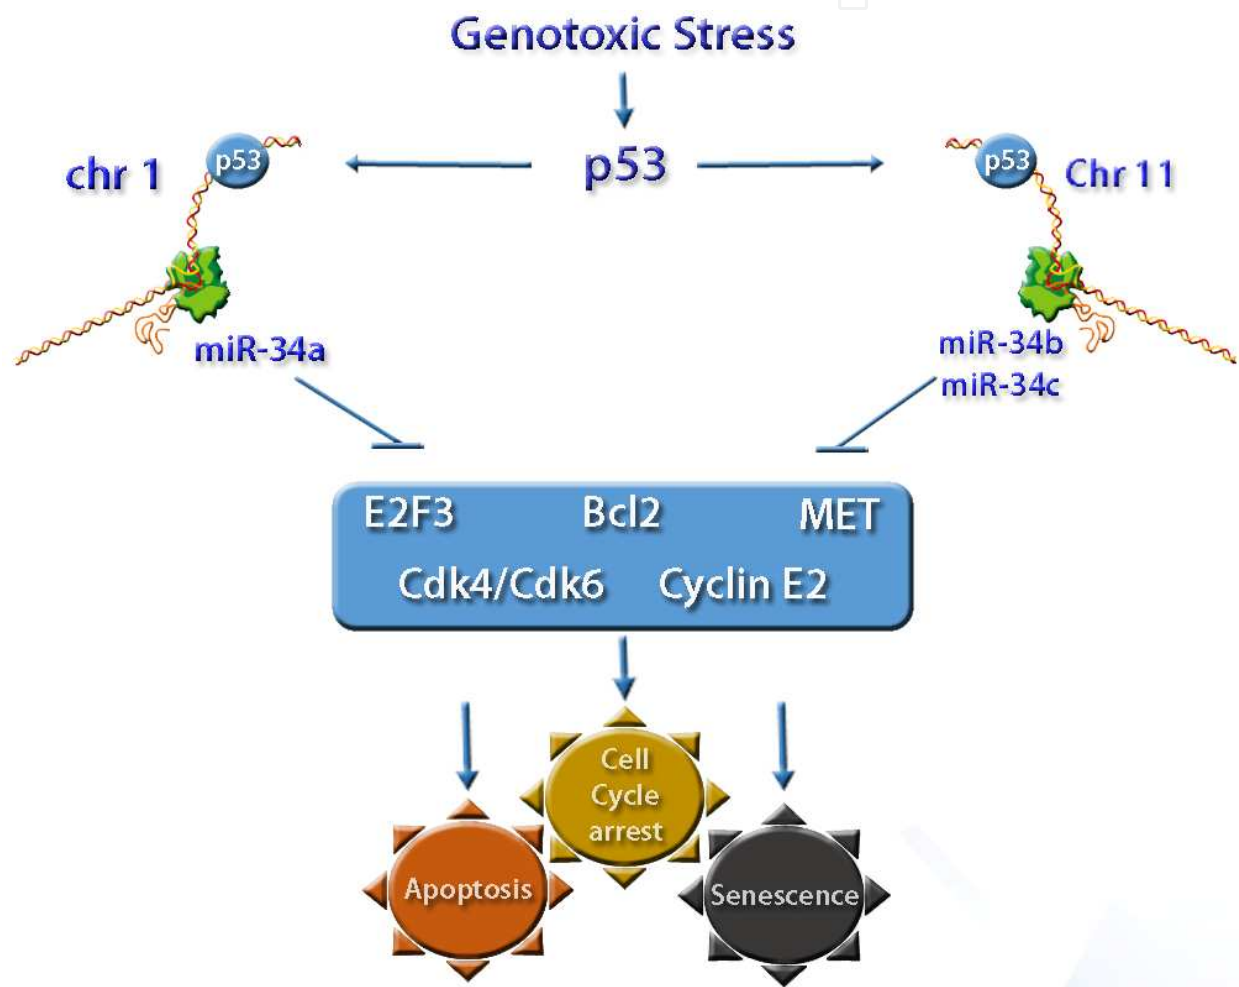 Genotoxic Stress
chr 1
p53
p53
p53
Chr 11
miR-34a
miR-34b
miR-34c
E2F3
Bcl2
MET
Cdk4/Cdk6
Cyclin E2
Cell
Cycle
arrest
Apoptosis
Senescence